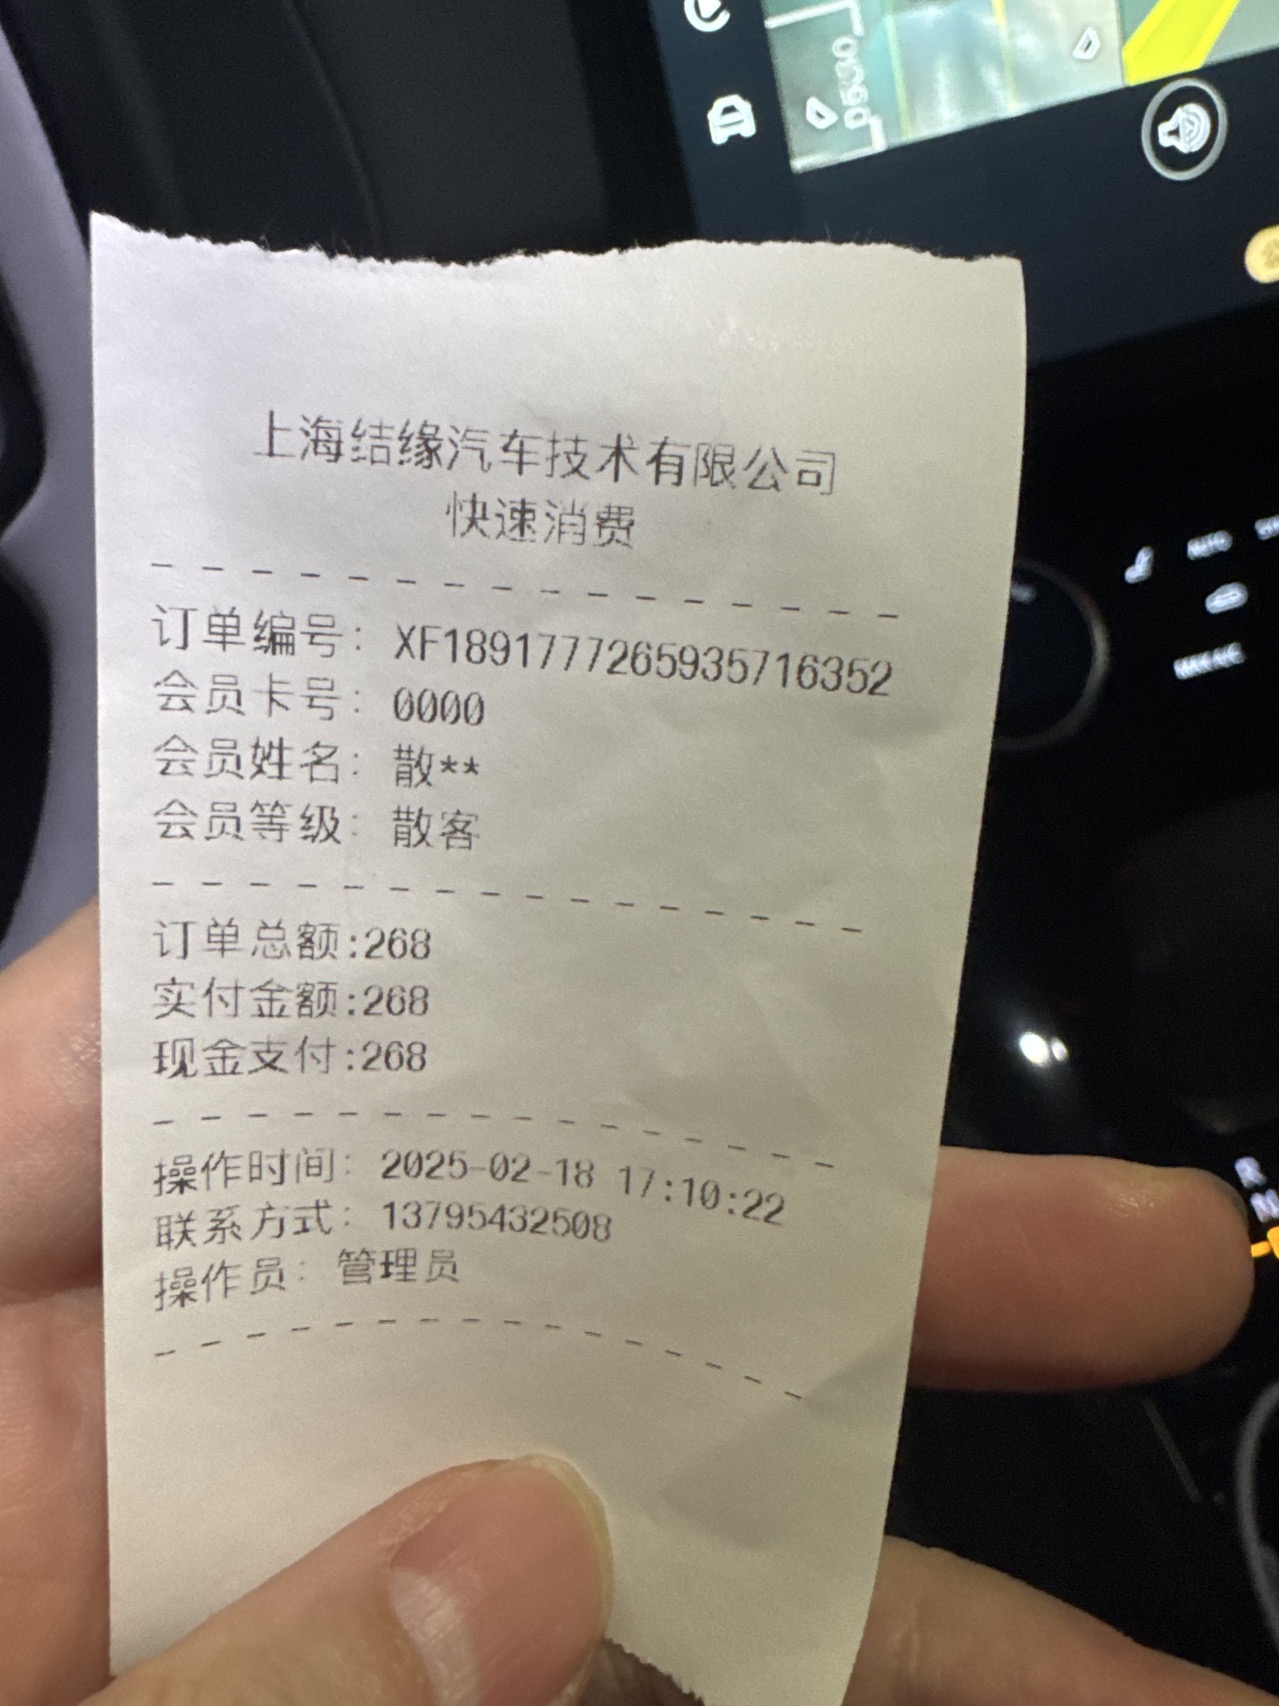 0530
上海结缘汽车技术有限公司
快速消费
订单编号: XF1891777265935716352
会员卡号: 0000
会员姓名: 散**
会员等级: 散客
订单总额:268
实付金额:268
现金支付:268
操作时间: 2025-02-18 17:10:22
联系方式: 13795432508
操作员: 管理员
AUTO
MAX A/C
R